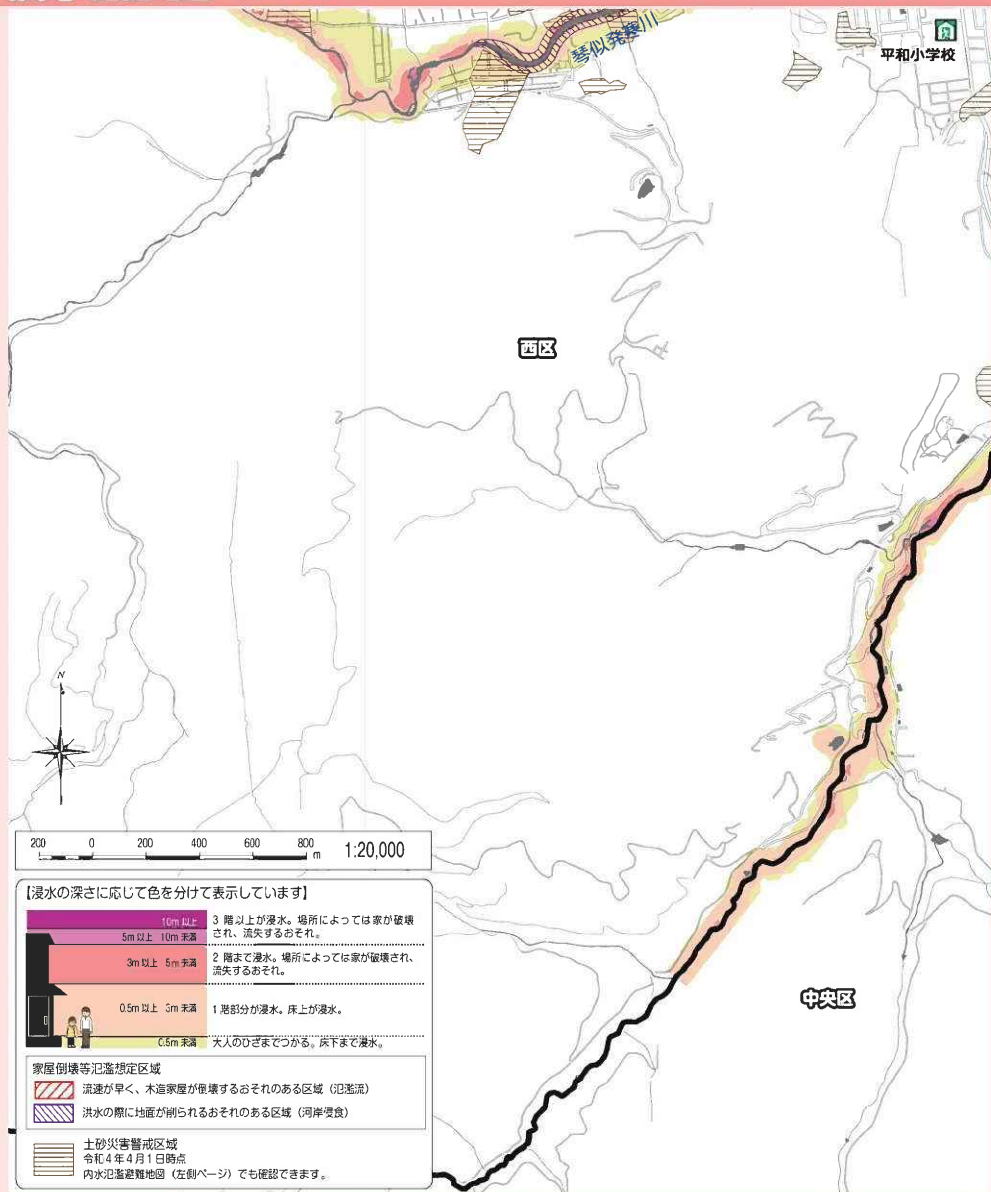 琴似発寒川
平和小学校
西区
中央区
N
200 0 200 400 600 800 m 1:20,000
【浸水の深さに応じて色を分けて表示しています】
10m 以上
5m 以上 10m 未満
3 階以上が浸水。場所によっては家が破壊
され、流失するおそれ。
3m 以上 5m 未満
2 階まで浸水。場所によっては家が破壊され、
流失するおそれ。
0.5m 以上 3m 未満
1 階部分が浸水。床上が浸水。
0.5m 未満
大人のひざまでつかる。床下まで浸水。
家屋倒壊等氾濫想定区域
流速が早く、木造家屋が倒壊するおそれのある区域（氾濫流）
洪水の際に地面が削られるおそれのある区域（河岸侵食）
土砂災害警戒区域
令和4年4月1日時点
内水氾濫避難地図（左側ページ）でも確認できます。